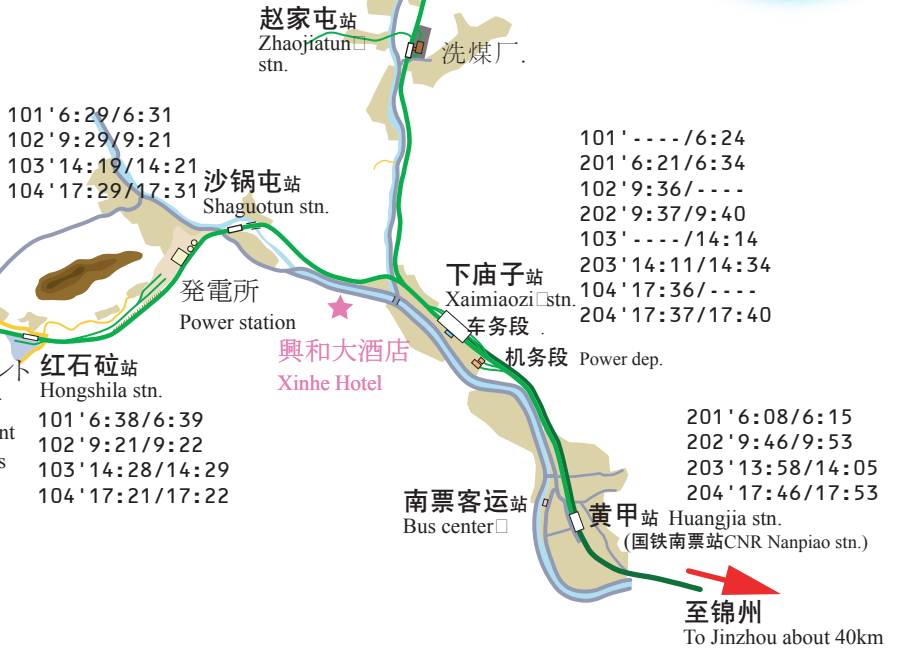 赵家屯站
Zhaojiatun□
stn.
洗煤厂.
101'6:29/6:31
102'9:29/9:21
103'14:19/14:21
104'17:29/17:31
沙锅屯站
Shaguotun stn.
101'----/6:24
201'6:21/6:34
102'9:36/----
202'9:37/9:40
103'----/14:14
203'14:11/14:34
104'17:36/----
204'17:37/17:40
下庙子站
Xaimiaozi□stn.
车务段 .
机务段 Power dep.
発電所
Power station
興和大酒店
Xinhe Hotel
ント
nt
s
红石砬站
Hongshila stn.
101'6:38/6:39
102'9:21/9:22
103'14:28/14:29
104'17:21/17:22
201'6:08/6:15
202'9:46/9:53
203'13:58/14:05
204'17:46/17:53
南票客运站
Bus center□
黄甲站 Huangjia stn.
(国铁南票站CNR Nanpiao stn.)
至锦州
To Jinzhou about 40km